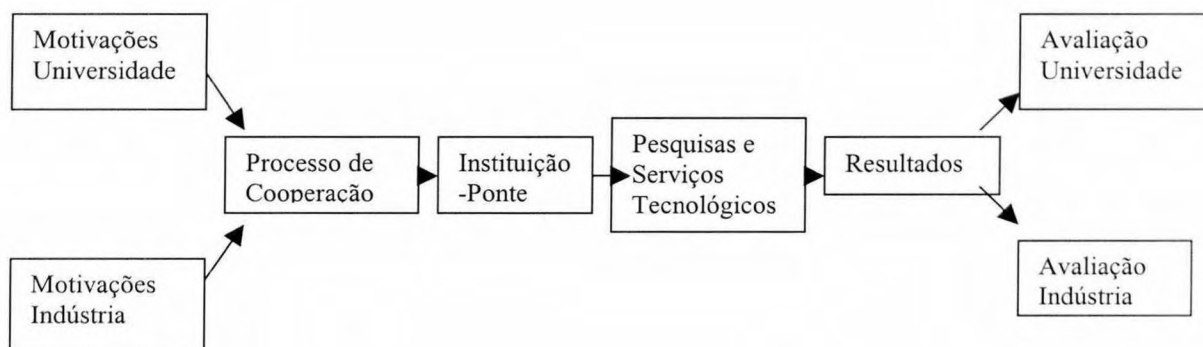 Motivações
Universidade
Avaliação
Universidade
Processo de
Cooperação
Instituição
-Ponte
Pesquisas e
Serviços
Tecnológicos
Resultados
Motivações
Indústria
Avaliação
Indústria